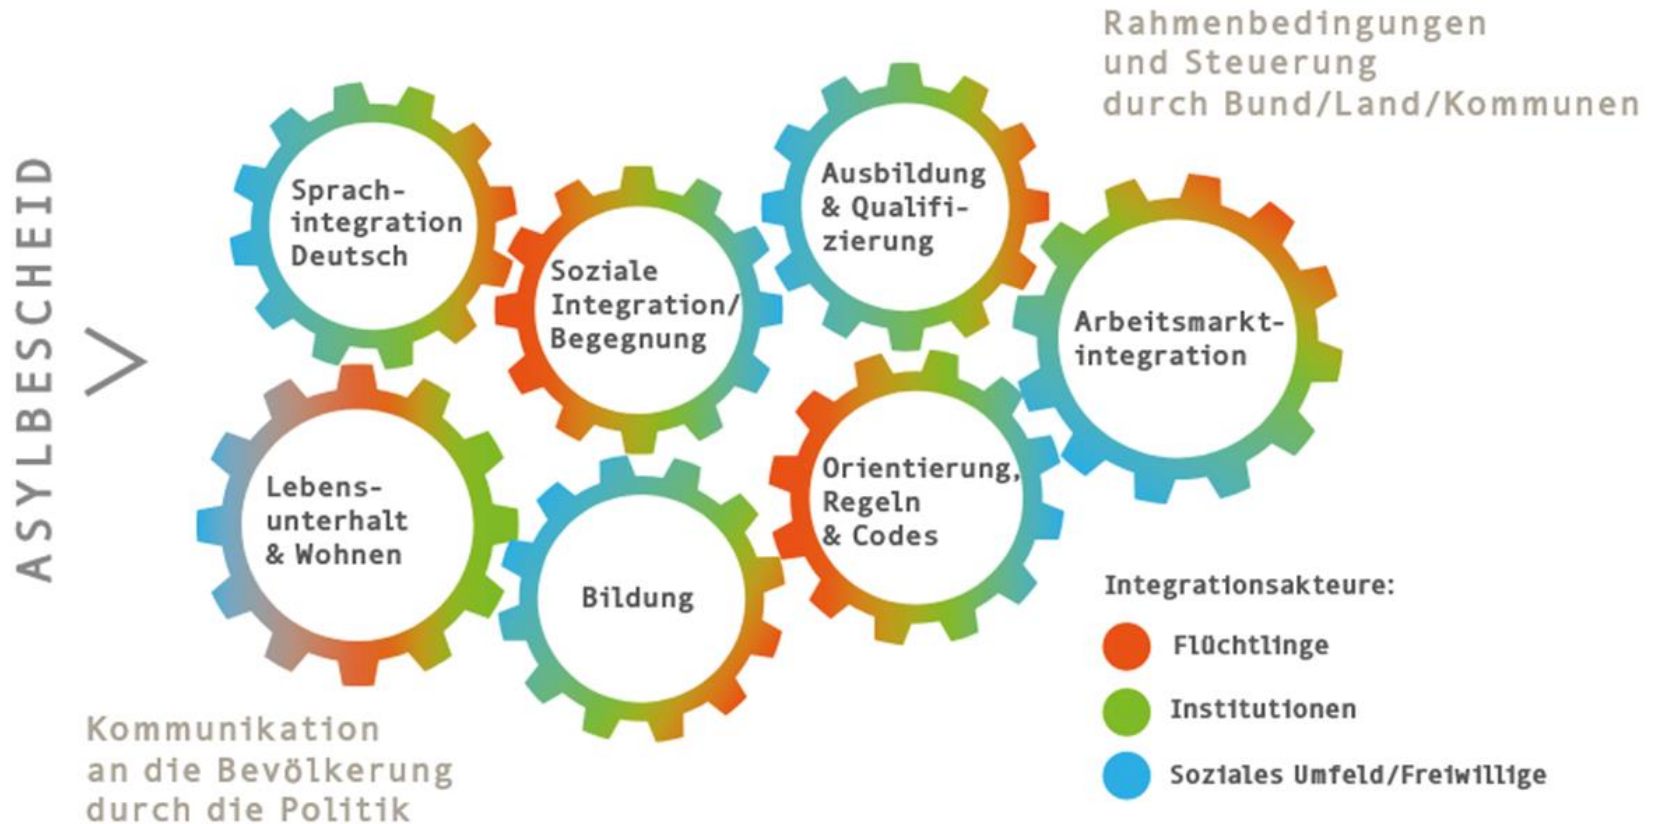 ASYLBESCHEID
Rahmenbedingungen
und Steuerung
durch Bund/Land/Kommunen
Sprach-
integration
Deutsch
Soziale
Integration/
Begegnung
Ausbildung
& Qualifi-
zierung
Arbeitsmarkt-
integration
Lebens-
unterhalt
& Wohnen
Bildung
Orientierung,
Regeln
& Codes
Integrationsakteure:
Flüchtlinge
Institutionen
Soziales Umfeld/Freiwillige
Kommunikation
an die Bevölkerung
durch die Politik